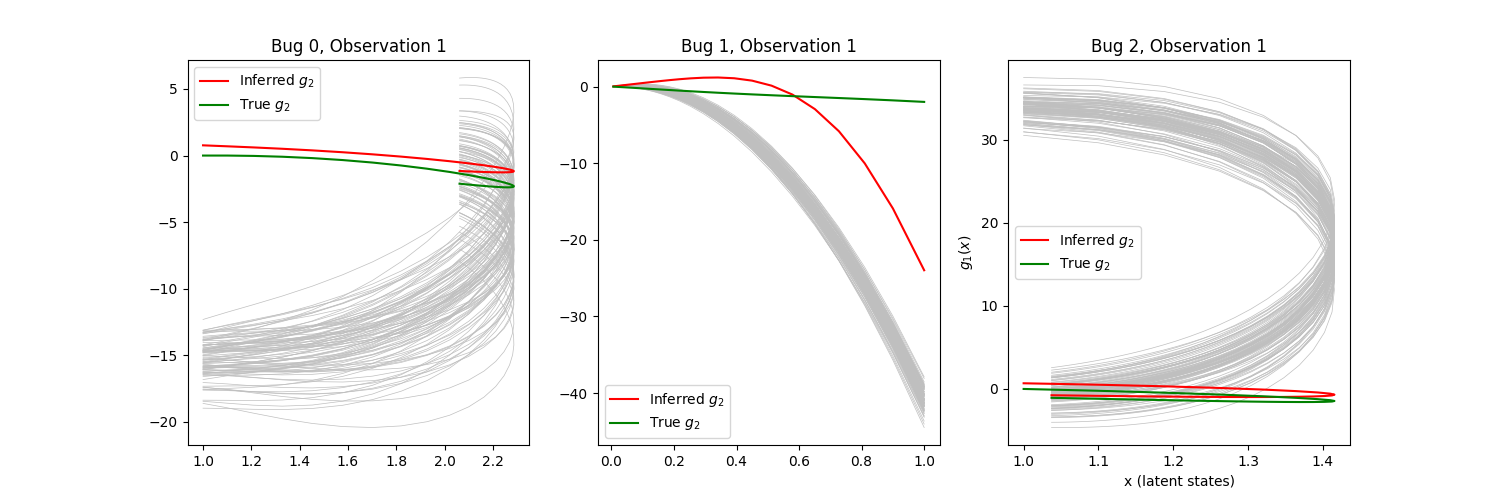 Bug 0, Observation 1
Inferred g₂
True g₂
5
0
−5
−10
−15
−20
1.0 1.2 1.4 1.6 1.8 2.0 2.2
Bug 1, Observation 1
0
−10
−20
−30
−40
Inferred g₂
True g₂
0.0 0.2 0.4 0.6 0.8 1.0
Bug 2, Observation 1
g₁(x)
30
20
10
0
Inferred g₂
True g₂
1.0 1.1 1.2 1.3 1.4
x (latent states)